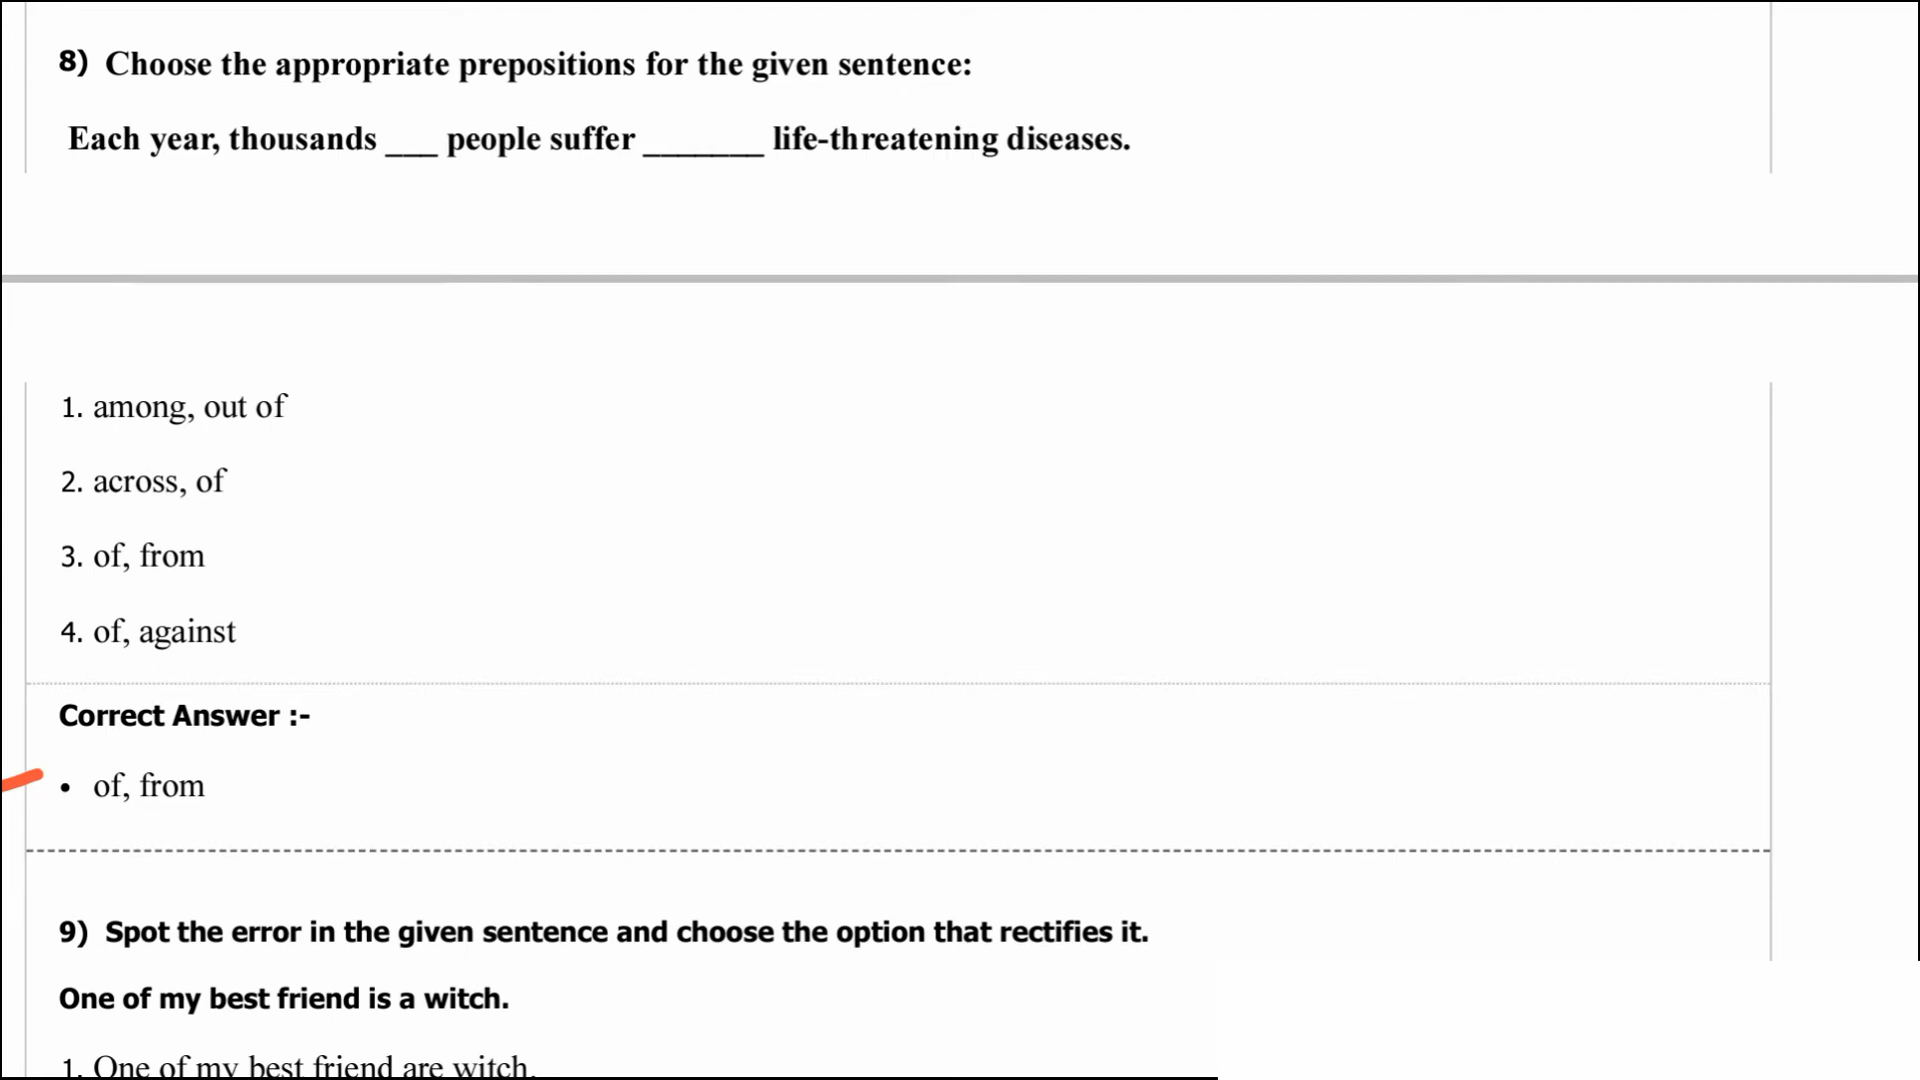 8) Choose the appropriate prepositions for the given sentence:
Each year, thousands ___ people suffer _______ life-threatening diseases.
1. among, out of
2. across, of
3. of, from
4. of, against
Correct Answer :-
• of, from
9) Spot the error in the given sentence and choose the option that rectifies it.
One of my best friend is a witch.
1. One of my best friend are witch.